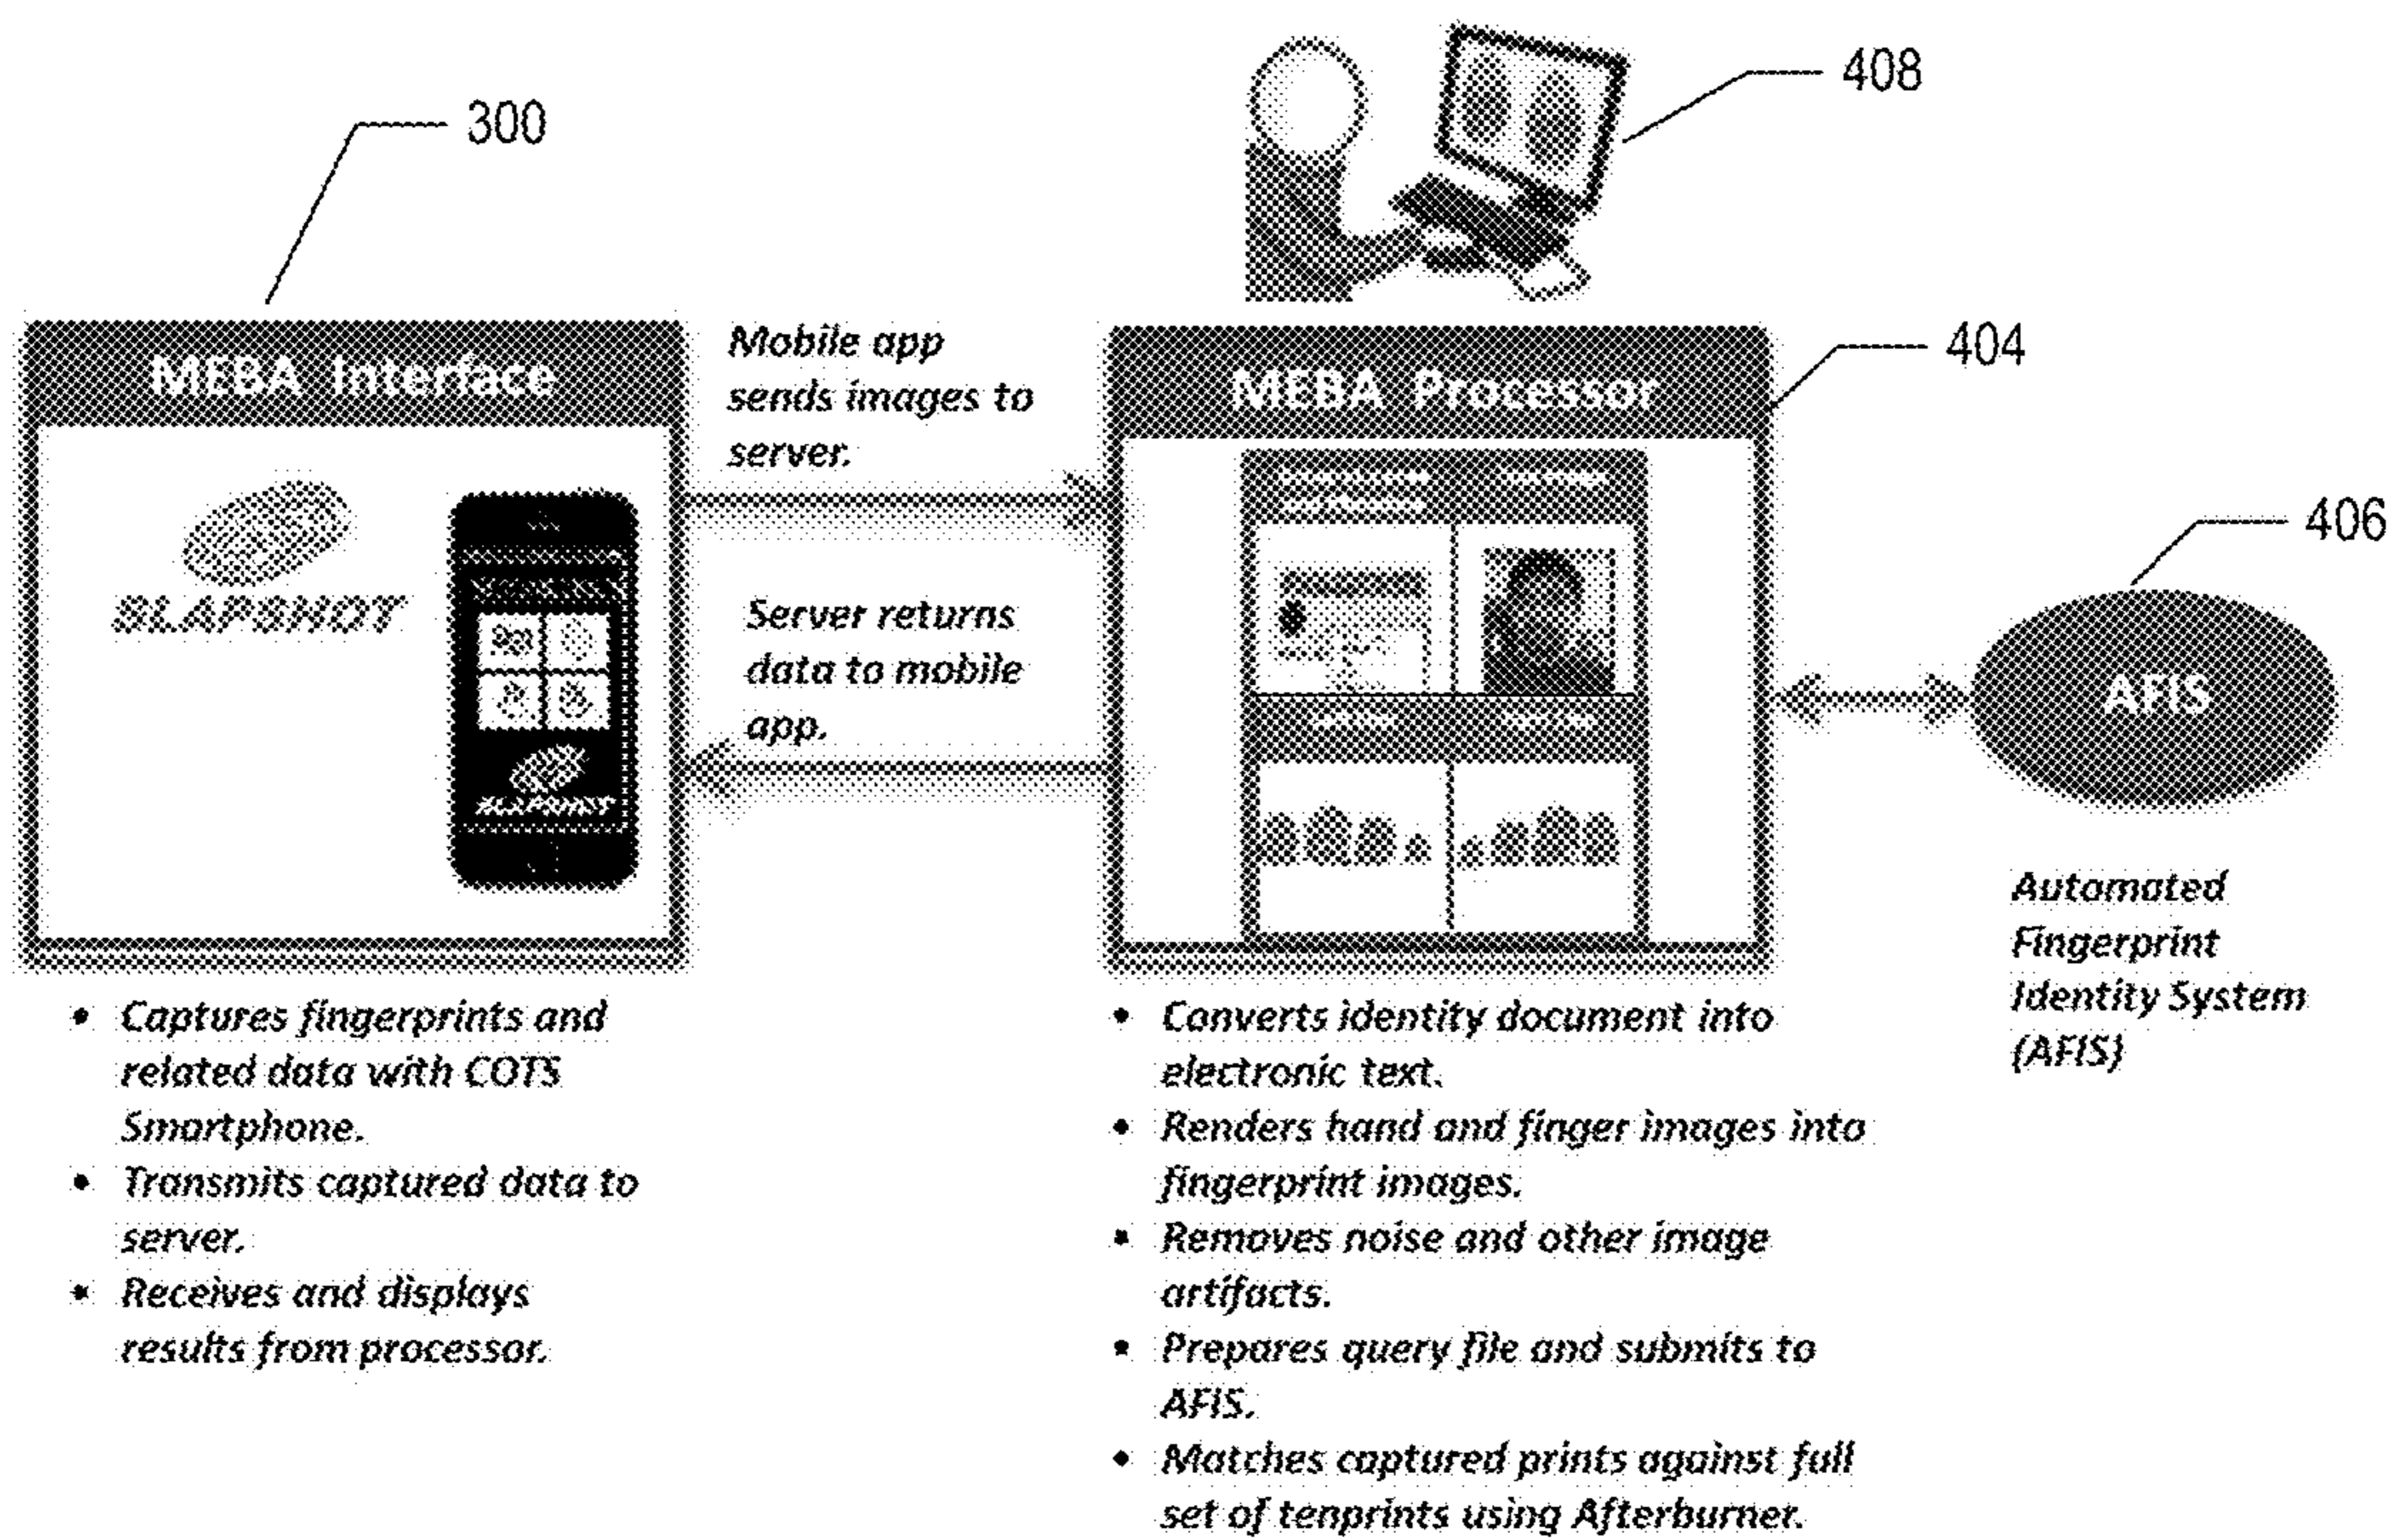 408
300
404
MEBA Interface
Mobile app
sends images to
server.
MEBA Processor
406
SLAPSHOT
Server returns
data to mobile
app.
AFIS
SLAPSHOT
Automated
Fingerprint
Identity System
(AFIS)
• Captures fingerprints and
related data with COTS
Smartphone.
• Transmits captured data to
server.
• Receives and displays
results from processor.
• Converts identity document into
electronic text.
• Renders hand and finger images into
fingerprint images.
• Removes noise and other image
artifacts.
• Prepares query file and submits to
AFIS.
• Matches captured prints against full
set of tenprints using Afterburner.